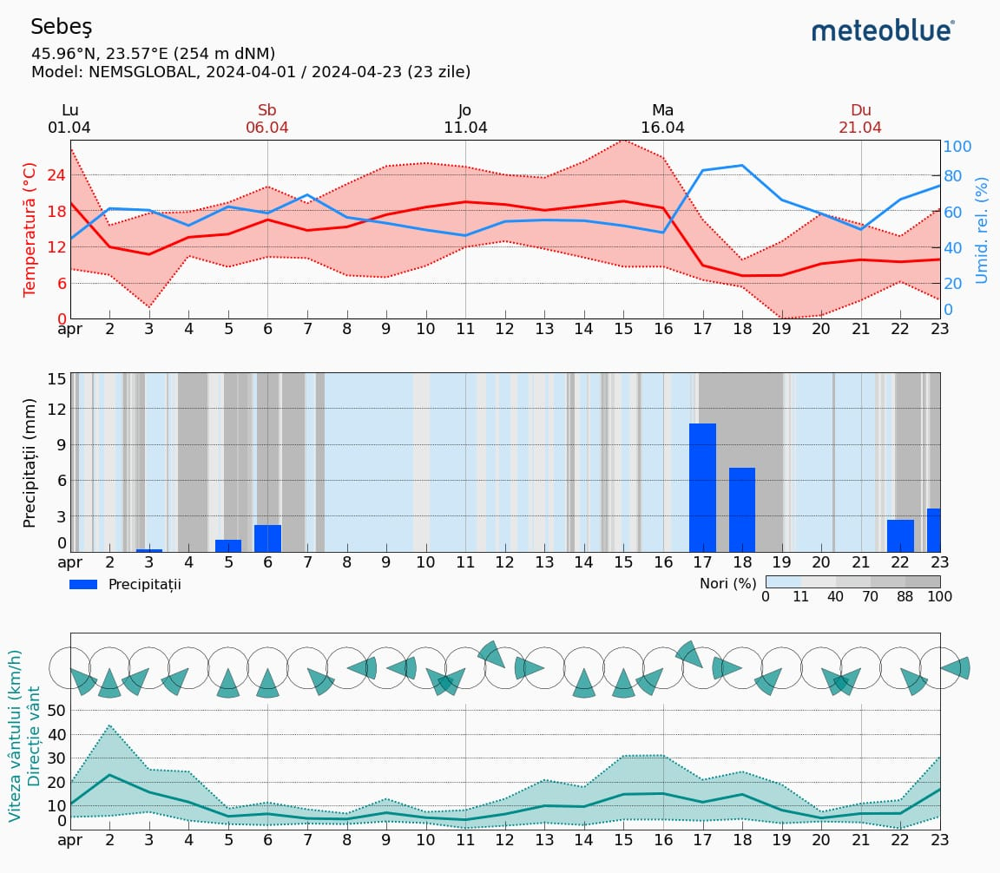 Sebeş
meteoblue®
45.96°N, 23.57°E (254 m dNM)
Model: NEMSGLOBAL, 2024-04-01 / 2024-04-23 (23 zile)
Lu Sb Jo Ma Du
01.04 06.04 11.04 16.04 21.04
Temperatură (°C)
24
18
12
6
0
100
80
60
40
20
0
Umid. rel. (%)
apr 2 3 4 5 6 7 8 9 10 11 12 13 14 15 16 17 18 19 20 21 22 23
Precipitații (mm)
15
12
9
6
3
0
apr 2 3 4 5 6 7 8 9 10 11 12 13 14 15 16 17 18 19 20 21 22 23
Precipitații
Nori (%)
0 11 40 70 88 100
Viteza vântului (km/h)
Direcție vânt
50
40
30
20
10
0
apr 2 3 4 5 6 7 8 9 10 11 12 13 14 15 16 17 18 19 20 21 22 23